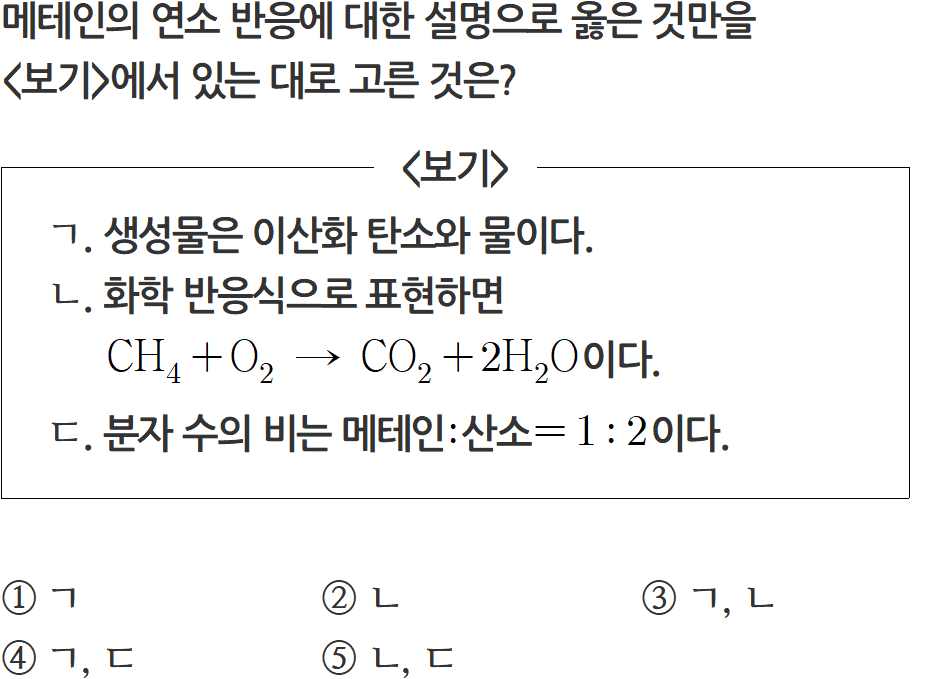 메테인의 연소 반응에 대한 설명으로 옳은 것만을
<보기>에서 있는 대로 고른 것은?
<보기>
ㄱ. 생성물은 이산화 탄소와 물이다.
ㄴ. 화학 반응식으로 표현하면
CH₄ + O₂ → CO₂ + 2H₂O이다.
ㄷ. 분자 수의 비는 메테인:산소= 1 : 2이다.
① ㄱ ② ㄴ ③ ㄱ, ㄴ
④ ㄱ, ㄷ ⑤ ㄴ, ㄷ